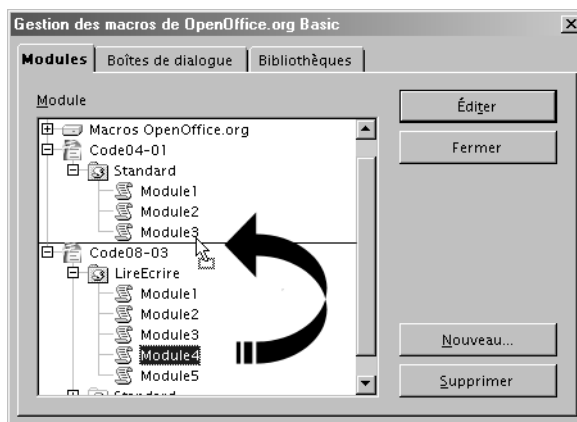 Gestion des macros de OpenOffice.org Basic
Modules
Boîtes de dialogue
Bibliothèques
Module
Macros OpenOffice.org
Code04-01
Standard
Module1
Module2
Module3
Code08-03
LireEcrire
Module1
Module2
Module3
Module4
Module5
Standard
Éditer
Fermer
Nouveau...
Supprimer